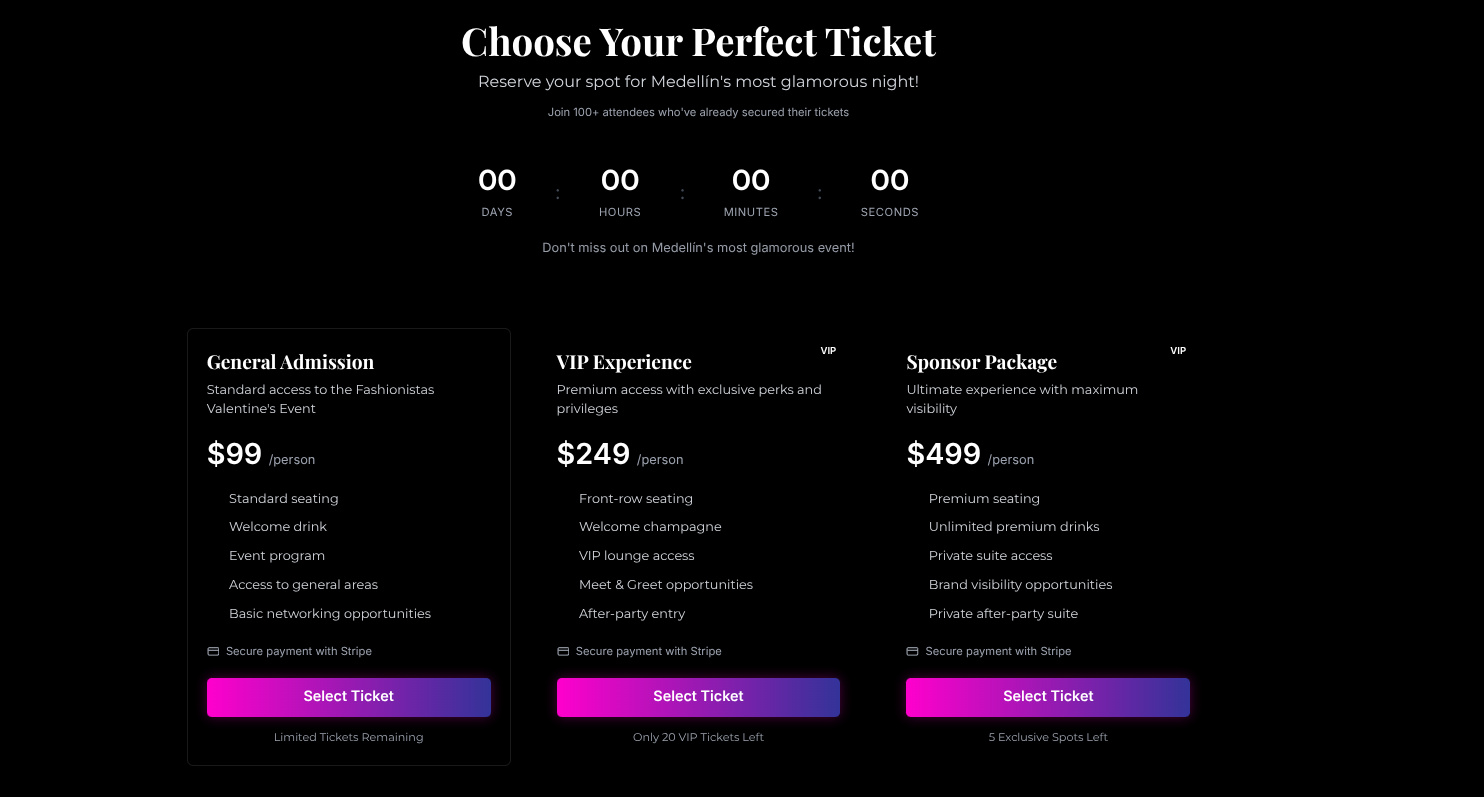 Choose Your Perfect Ticket
Reserve your spot for Medellín's most glamorous night!
Join 100+ attendees who've already secured their tickets
00 : 00 : 00 : 00
DAYS HOURS MINUTES SECONDS
Don't miss out on Medellín's most glamorous event!
General Admission
Standard access to the Fashionistas
Valentine's Event
$99 /person
Standard seating
Welcome drink
Event program
Access to general areas
Basic networking opportunities
Secure payment with Stripe
Select Ticket
Limited Tickets Remaining
VIP
VIP Experience
Premium access with exclusive perks and
privileges
$249 /person
Front-row seating
Welcome champagne
VIP lounge access
Meet & Greet opportunities
After-party entry
Secure payment with Stripe
Select Ticket
Only 20 VIP Tickets Left
VIP
Sponsor Package
Ultimate experience with maximum
visibility
$499 /person
Premium seating
Unlimited premium drinks
Private suite access
Brand visibility opportunities
Private after-party suite
Secure payment with Stripe
Select Ticket
5 Exclusive Spots Left